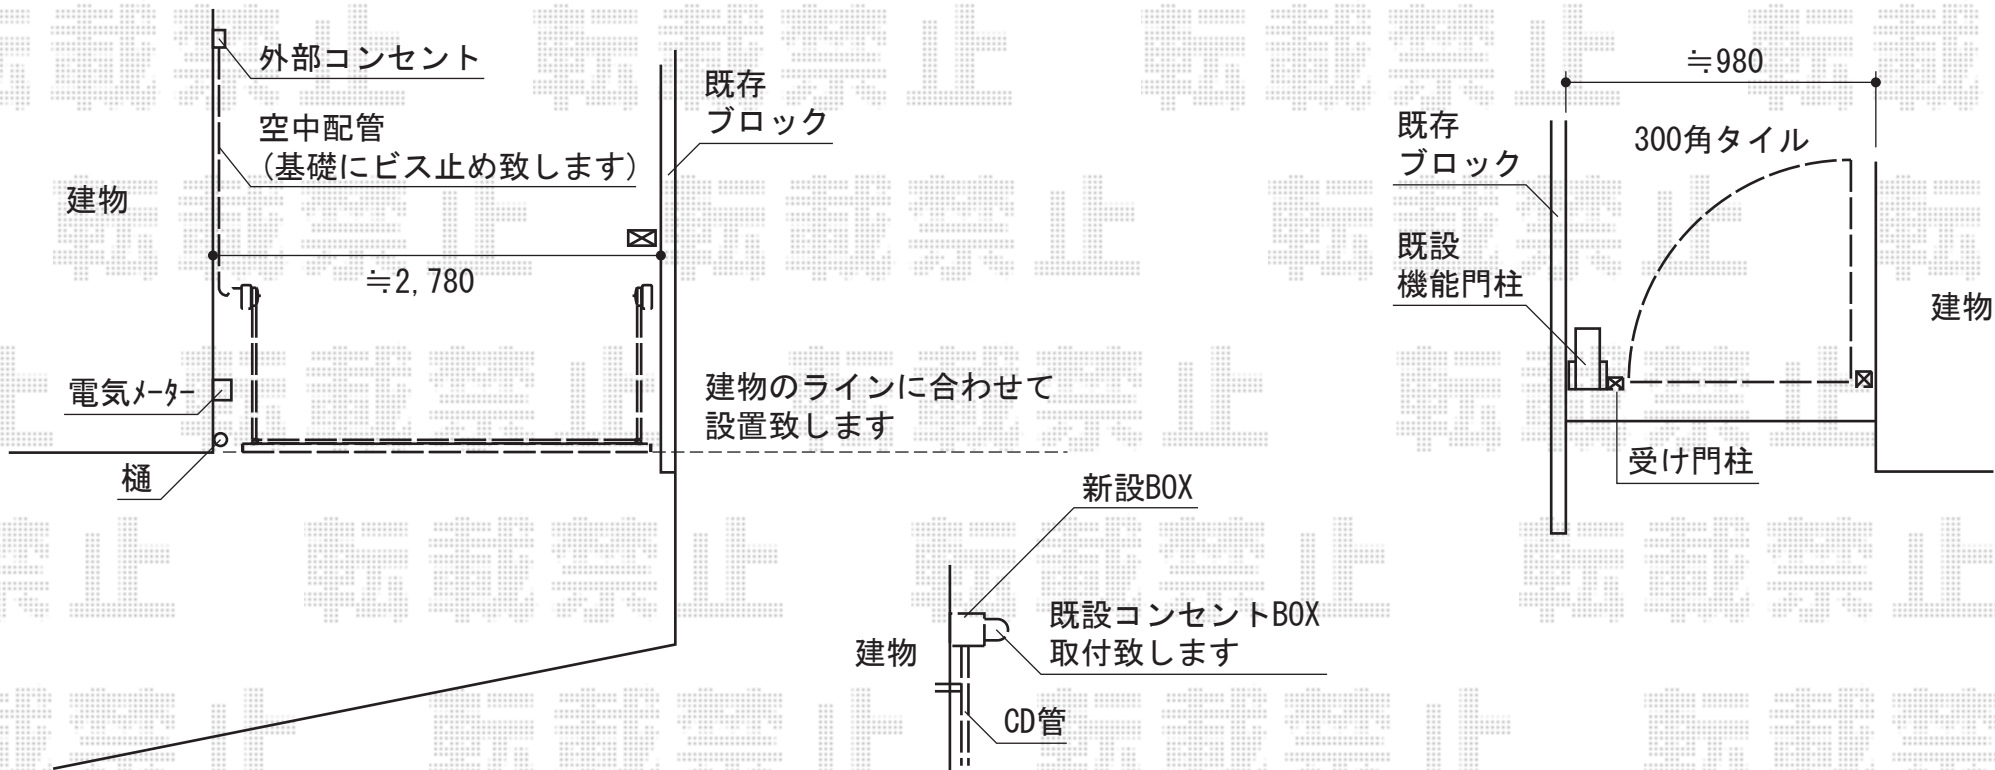 外部コンセント
空中配管
(基礎にビス止め致します)
建物
既存
ブロック
≒2,780
電気メーター
樋
建物のラインに合わせて
設置致します
新設BOX
建物
既設コンセントBOX
取付致します
CD管
≒980
既存
ブロック
300角タイル
既設
機能門柱
建物
受け門柱
転載禁止